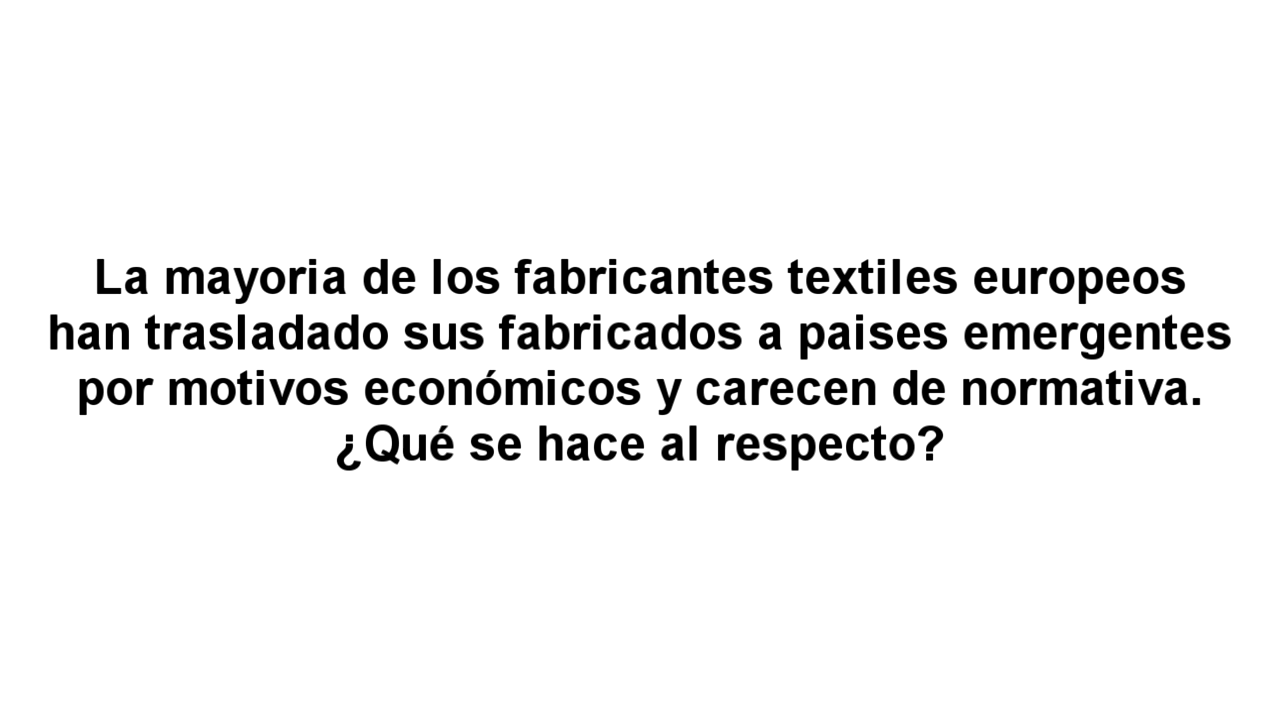 La mayoria de los fabricantes textiles europeos
han trasladado sus fabricados a paises emergentes
por motivos económicos y carecen de normativa.
¿Qué se hace al respecto?